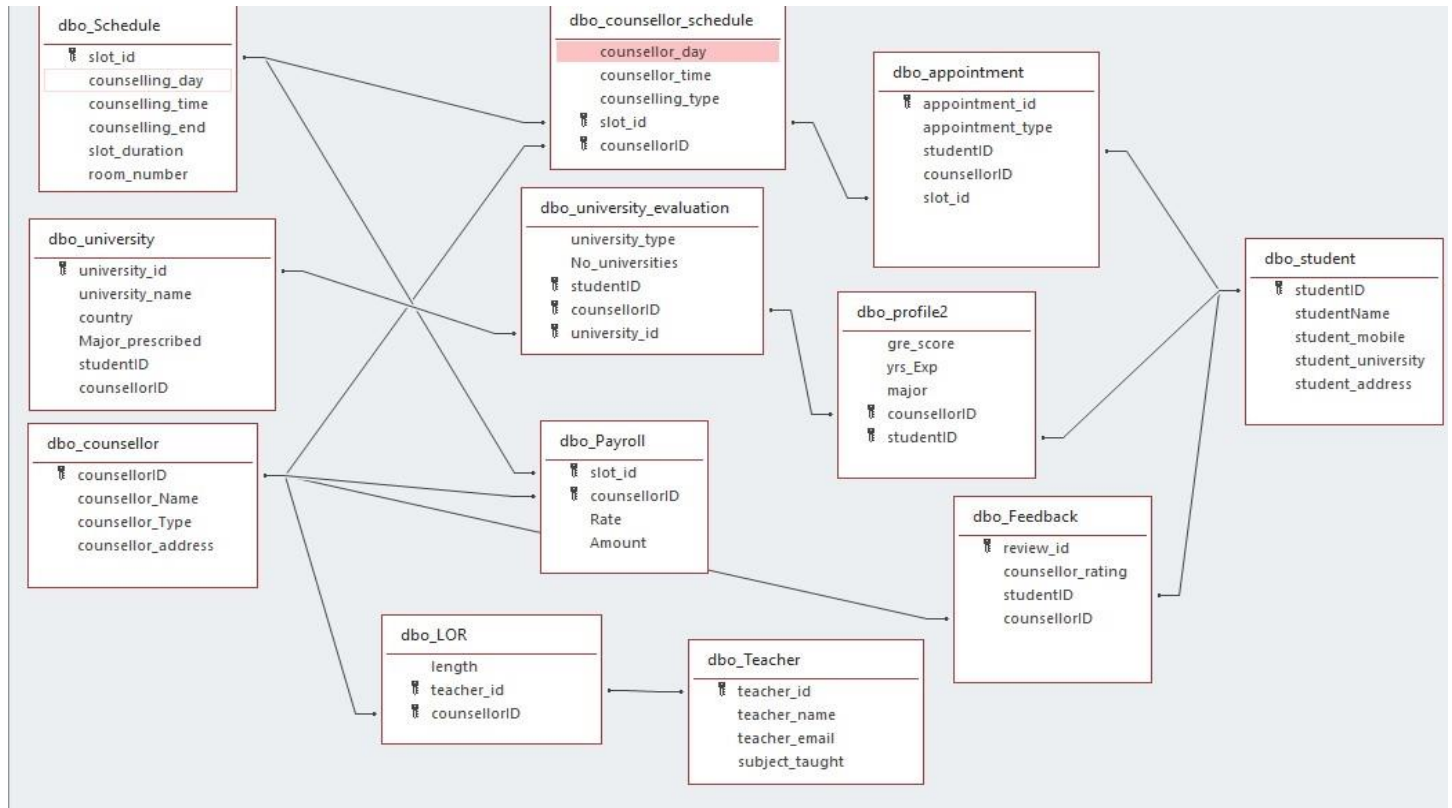 dbo_Schedule
slot_id
counselling_day
counselling_time
counselling_end
slot_duration
room_number
dbo_counsellor_schedule
counsellor_day
counsellor_time
counselling_type
slot_id
counsellorID
dbo_appointment
appointment_id
appointment_type
studentID
counsellorID
slot_id
dbo_university
university_id
university_name
country
Major_prescribed
studentID
counsellorID
dbo_university_evaluation
university_type
No_universities
studentID
counsellorID
university_id
dbo_profile2
gre_score
yrs_Exp
major
counsellorID
studentID
dbo_student
studentID
studentName
student_mobile
student_university
student_address
dbo_counsellor
counsellorID
counsellor_Name
counsellor_Type
counsellor_address
dbo_Payroll
slot_id
counsellorID
Rate
Amount
dbo_Feedback
review_id
counsellor_rating
studentID
counsellorID
dbo_LOR
length
teacher_id
counsellorID
dbo_Teacher
teacher_id
teacher_name
teacher_email
subject_taught